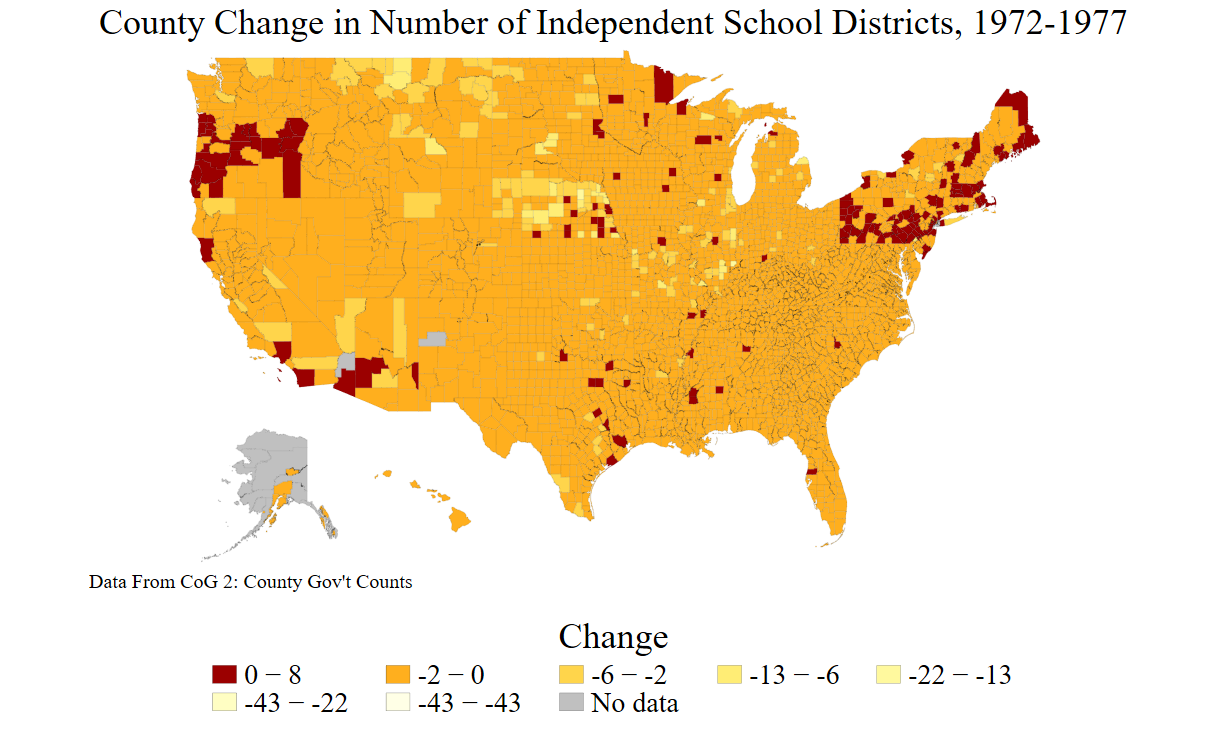 County Change in Number of Independent School Districts, 1972-1977
Data From CoG 2: County Gov't Counts
Change
0 − 8 -2 − 0 -6 − -2 -13 − -6 -22 − -13
-43 − -22 -43 − -43 No data